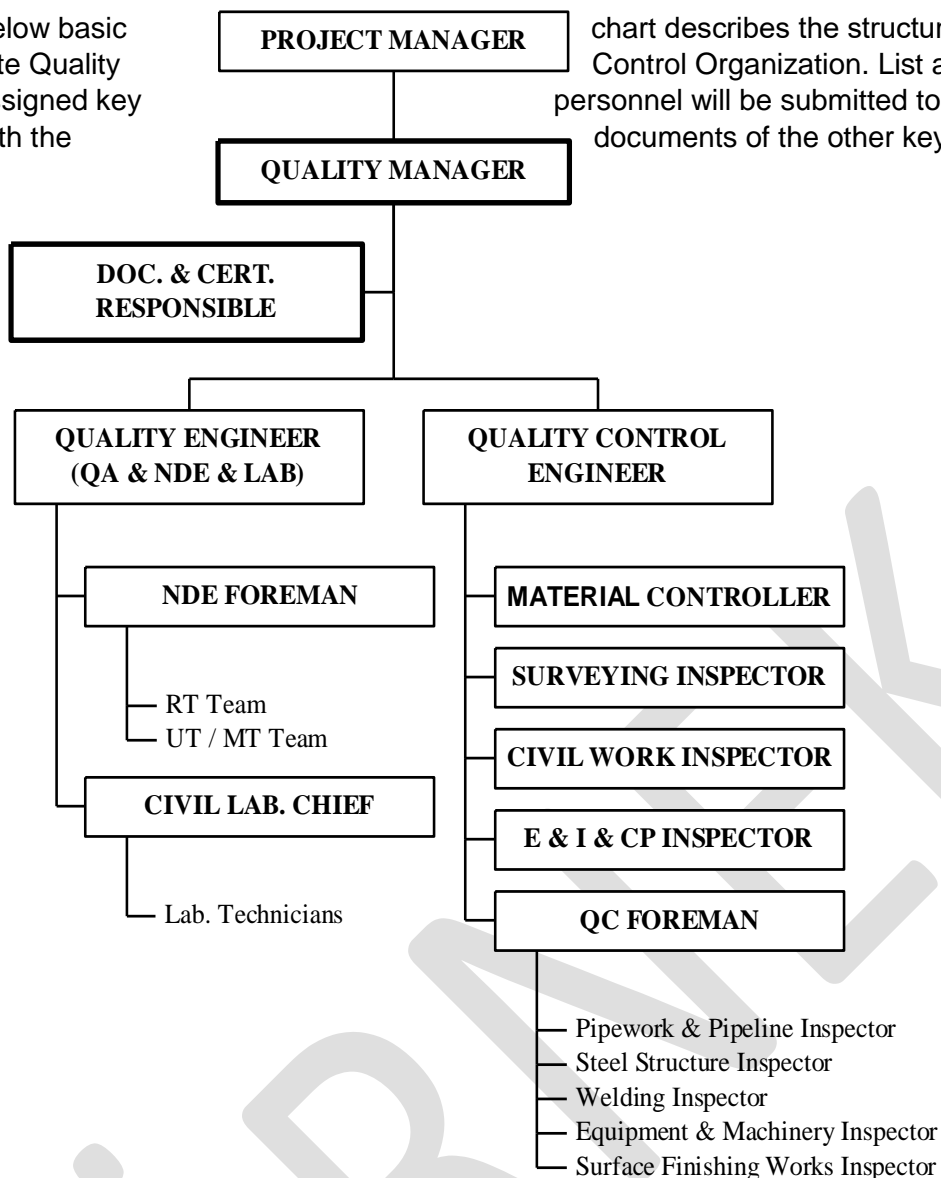 elow basic
te Quality
ssigned key
th the
PROJECT MANAGER
chart describes the structur
Control Organization. List a
personnel will be submitted to
documents of the other key
QUALITY MANAGER
DOC. & CERT.
RESPONSIBLE
QUALITY ENGINEER
(QA & NDE & LAB)
NDE FOREMAN
RT Team
UT / MT Team
CIVIL LAB. CHIEF
Lab. Technicians
QUALITY CONTROL
ENGINEER
MATERIAL CONTROLLER
SURVEYING INSPECTOR
CIVIL WORK INSPECTOR
E & I & CP INSPECTOR
QC FOREMAN
Pipework & Pipeline Inspector
Steel Structure Inspector
Welding Inspector
Equipment & Machinery Inspector
Surface Finishing Works Inspector